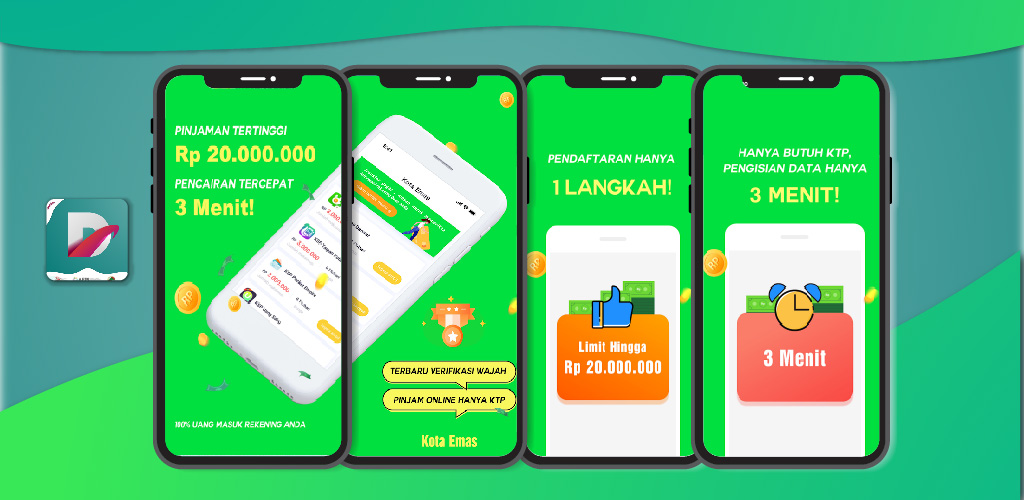 PINJAMAN TERTINGGI
Rp 20.000.000
PENCAIRAN TERCEPAT
3 Menit!
100% UANG MASUK REKENING ANDA
Kota Emas
TERBARU VERIFIKASI WAJAH
PINJAM ONLINE HANYA KTP
Kota Emas
PENDAFTARAN HANYA
1 LANGKAH!
Limit Hingga
Rp 20.000.000
HANYA BUTUH KTP,
PENGISIAN DATA HANYA
3 MENIT!
3 Menit